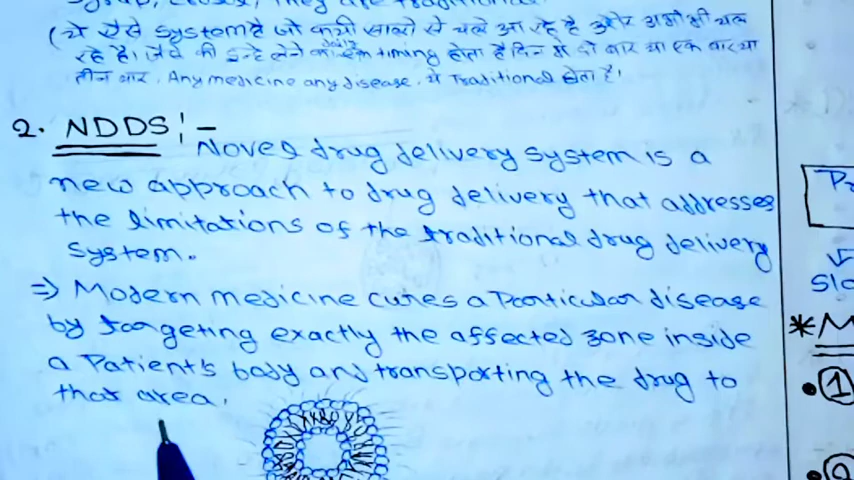 (ये ऐसे system है जो काफी सालो से चले आ रहे है और अभी भी चल
रहे है। जैसे की इन्हे लेने का एक timing होता है दिन में दो बार या एक बार या
तीन बार. Any medicine any disease. ये Traditional होता है।
2. NDDS:-
Novel drug delivery system is a
new approach to drug delivery that addresses
the limitations of the traditional drug delivery
system.
⇒ Modern medicine cures a Particular disease
by targeting exactly the affected zone inside
a Patient's body and transporting the drug to
that area.
*M
①